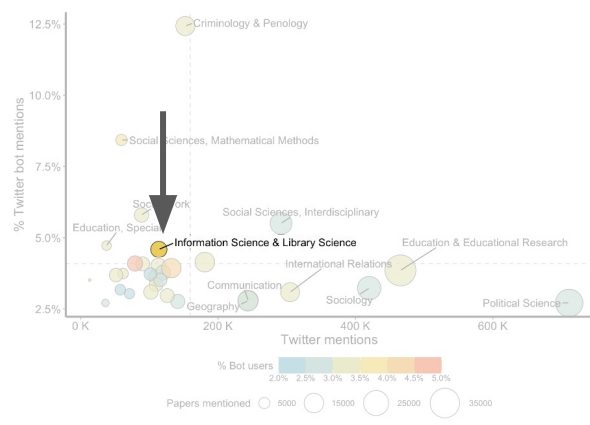 12.5%
Criminology & Penology
10.0%
% Twitter bot mentions
Social Sciences, Mathematical Methods
7.5%
Social Work
Social Sciences, Interdisciplinary
Education, Special
5.0%
Information Science & Library Science
Education & Educational Research
International Relations
Communication
Geography
Sociology
Political Science
2.5%
0 K
200 K
400 K
600 K
Twitter mentions
% Bot users
2.0% 2.5% 3.0% 3.5% 4.0% 4.5% 5.0%
Papers mentioned 5000 15000 25000 35000